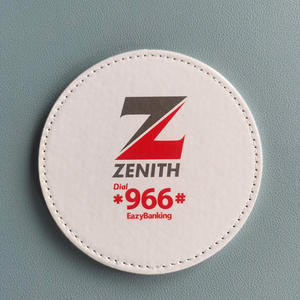 Z
ZENITH
Dial
*966#
EazyBanking